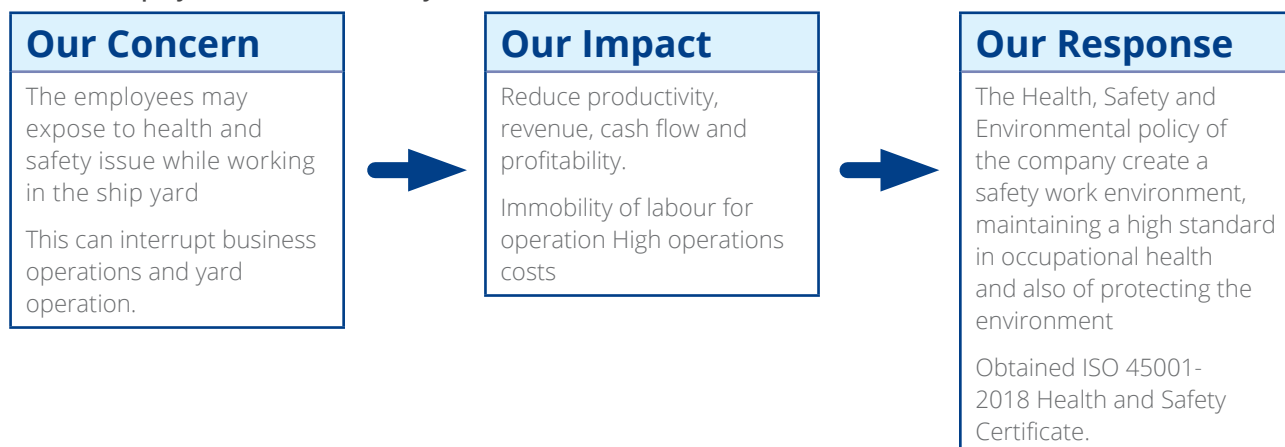 Our Concern
The employees may
expose to health and
safety issue while working
in the ship yard
This can interrupt business
operations and yard
operation.
Our Impact
Reduce productivity,
revenue, cash flow and
profitability.
Immobility of labour for
operation High operations
costs
Our Response
The Health, Safety and
Environmental policy of
the company create a
safety work environment,
maintaining a high standard
in occupational health
and also of protecting the
environment
Obtained ISO 45001-
2018 Health and Safety
Certificate.